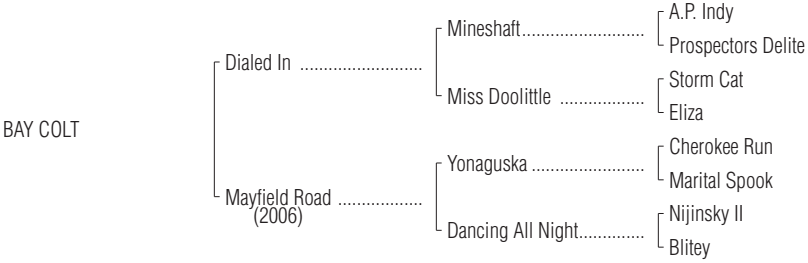 A.P. Indy
Mineshaft..........................
Prospectors Delite
Dialed In ..........................
Storm Cat
Miss Doolittle ..................
Eliza
BAY COLT
Cherokee Run
Yonaguska ........................
Marital Spook
Mayfield Road ..................
(2006)
Nijinsky II
Dancing All Night..............
Blitey